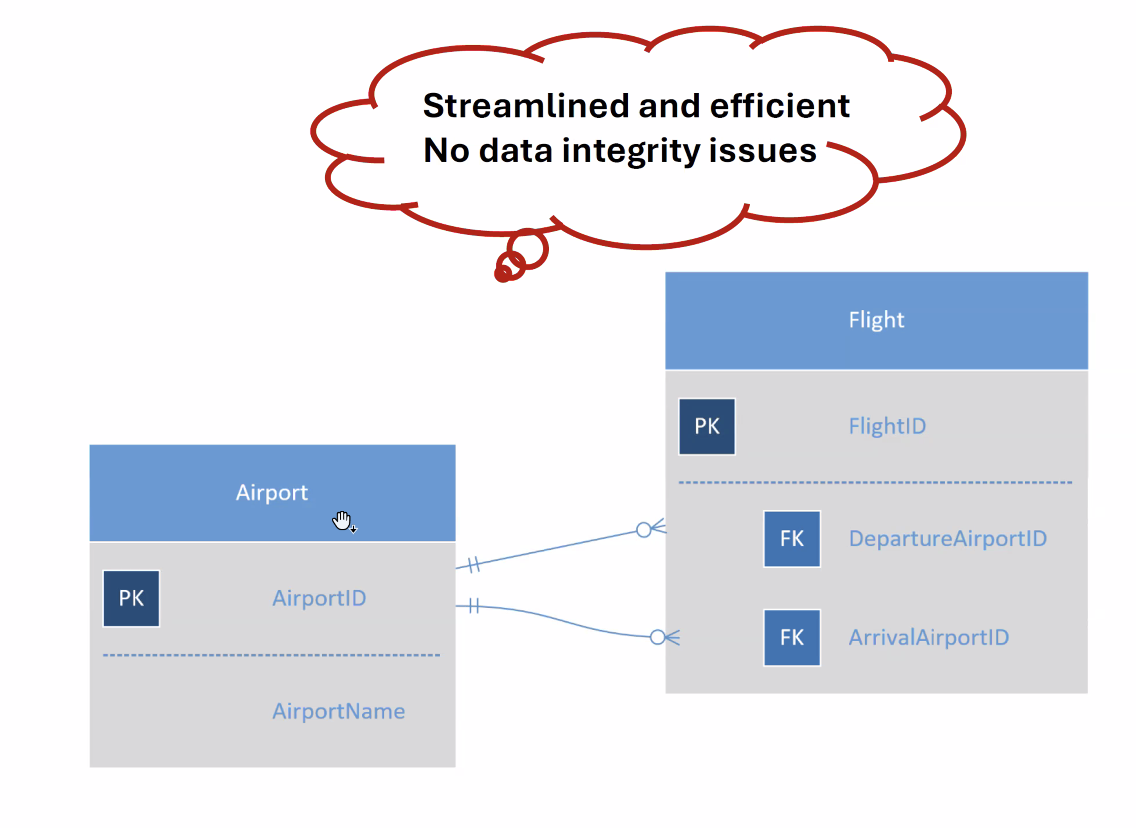 Streamlined and efficient
No data integrity issues
Flight
PK FlightID
FK DepartureAirportID
FK ArrivalAirportID
Airport
PK AirportID
AirportName